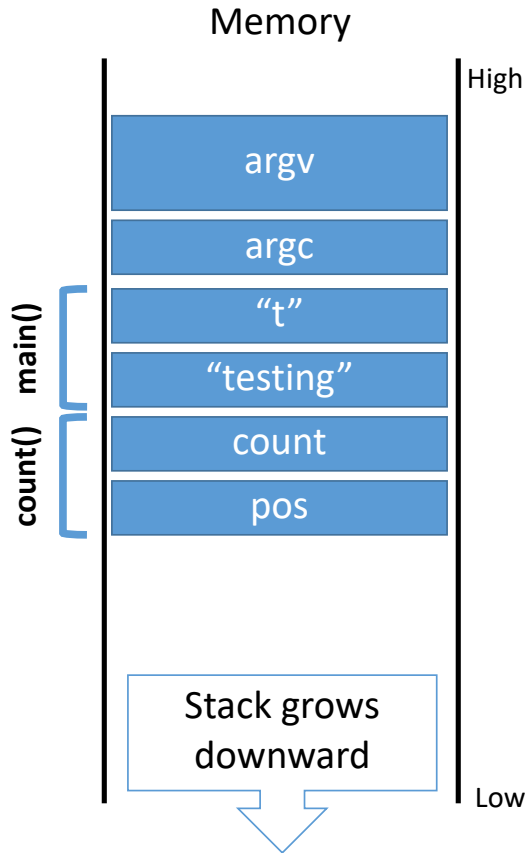 Memory
High
argv
argc
“t”
“testing”
main()
count
pos
count()
Stack grows
downward
Low